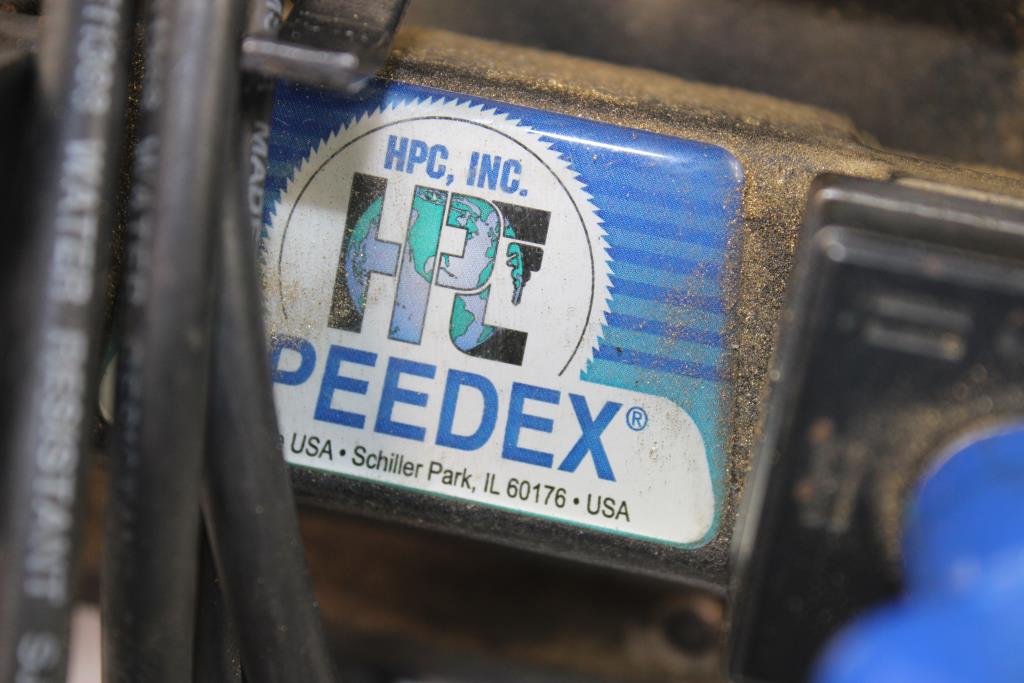 HPC, INC.
HPC
PEEDEX®
USA • Schiller Park, IL 60176 • USA
WATER RESISTANT